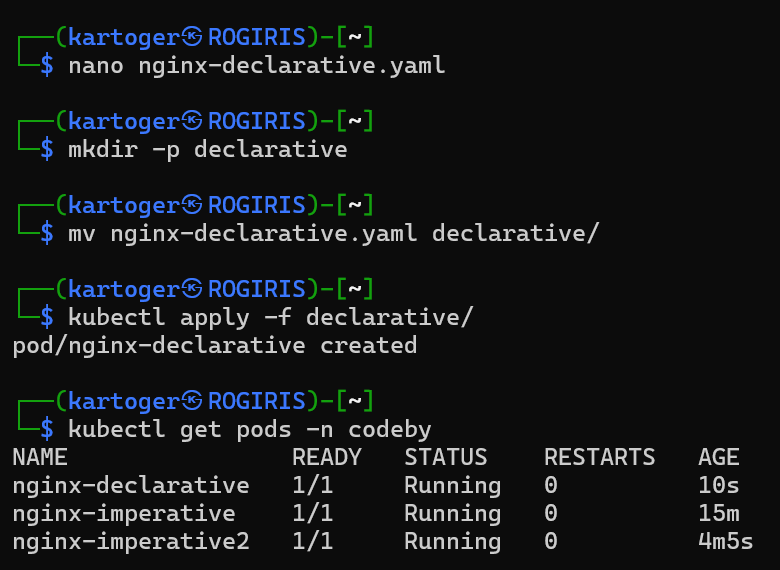 ┌──(kartoger㉿ROGIRIS)-[~]
└─$ nano nginx-declarative.yaml
┌──(kartoger㉿ROGIRIS)-[~]
└─$ mkdir -p declarative
┌──(kartoger㉿ROGIRIS)-[~]
└─$ mv nginx-declarative.yaml declarative/
┌──(kartoger㉿ROGIRIS)-[~]
└─$ kubectl apply -f declarative/
pod/nginx-declarative created
┌──(kartoger㉿ROGIRIS)-[~]
└─$ kubectl get pods -n codeby
NAME READY STATUS RESTARTS AGE
nginx-declarative 1/1 Running 0 10s
nginx-imperative 1/1 Running 0 15m
nginx-imperative2 1/1 Running 0 4m5s